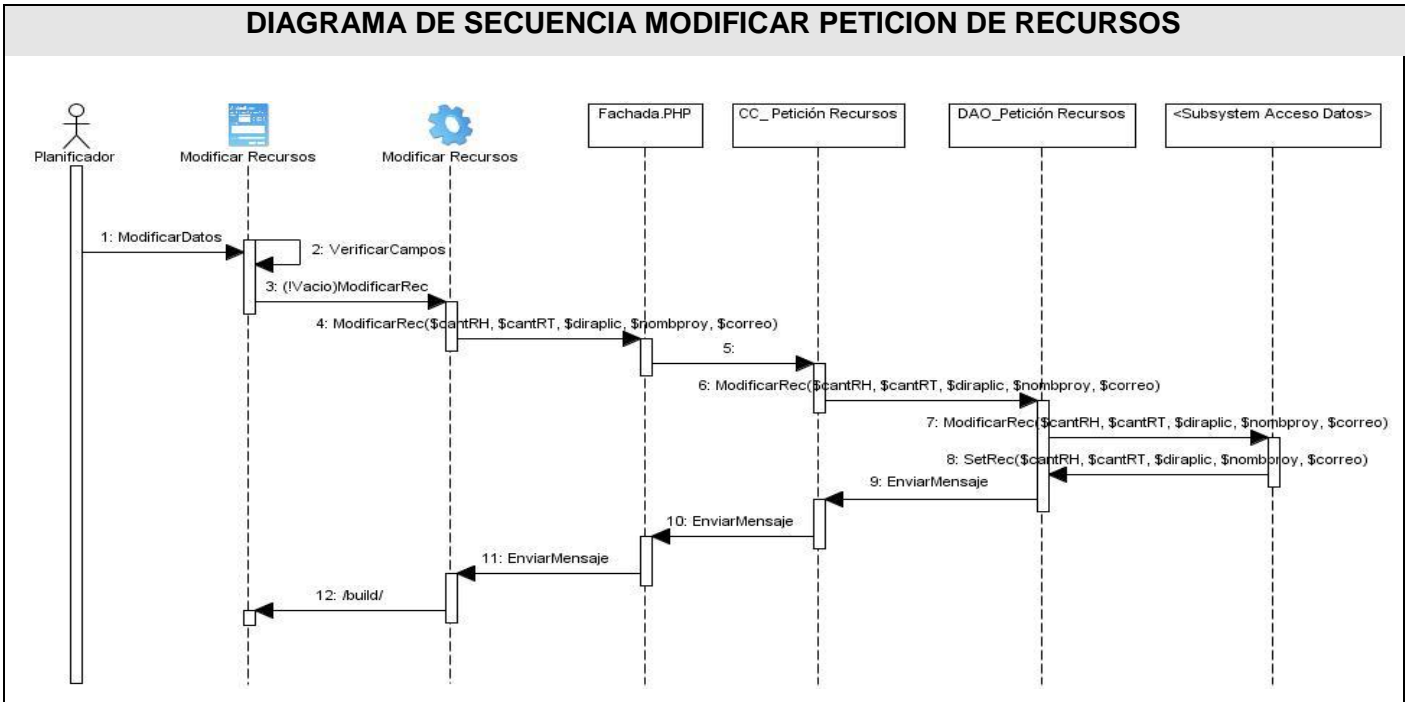 DIAGRAMA DE SECUENCIA MODIFICAR PETICION DE RECURSOS
Planificador
Modificar Recursos
Modificar Recursos
Fachada.PHP
CC_ Petición Recursos
DAO_Petición Recursos
<Subsystem Acceso Datos>
1: ModificarDatos
2: VerificarCampos
3: (!Vacio)ModificarRec
4: ModificarRec($cantRH, $cantRT, $diraplic, $nombproy, $correo)
5:
6: ModificarRec($cantRH, $cantRT, $diraplic, $nombproy, $correo)
7: ModificarRec($cantRH, $cantRT, $diraplic, $nombproy, $correo)
8: SetRec($cantRH, $cantRT, $diraplic, $nombproy, $correo)
9: EnviarMensaje
10: EnviarMensaje
11: EnviarMensaje
12: /build/